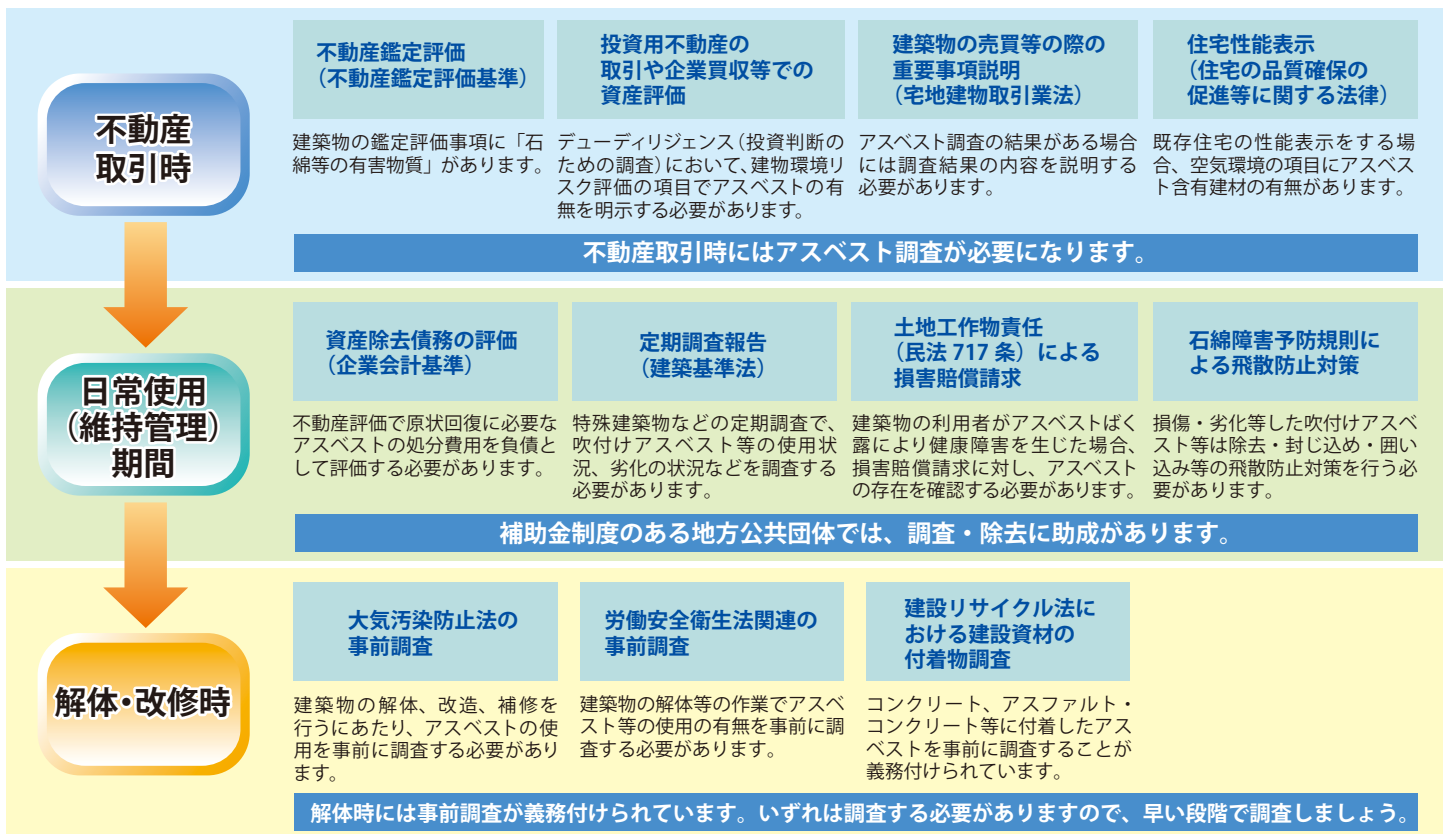 不動産
取引時
不動産鑑定評価
（不動産鑑定評価基準）
建築物の鑑定評価事項に「石
綿等の有害物質」があります。
投資用不動産の
取引や企業買収等での
資産評価
デューディリジェンス（投資判断の
ための調査）において、建物環境リ
スク評価の項目でアスベストの有
無を明示する必要があります。
建築物の売買等の際の
重要事項説明
（宅地建物取引業法）
アスベスト調査の結果がある場合
には調査結果の内容を説明する
必要があります。
住宅性能表示
（住宅の品質確保の
促進等に関する法律）
既存住宅の性能表示をする場
合、空気環境の項目にアスベス
ト含有建材の有無があります。
不動産取引時にはアスベスト調査が必要になります。
日常使用
（維持管理）
期間
資産除去債務の評価
（企業会計基準）
不動産評価で原状回復に必要な
アスベストの処分費用を負債と
して評価する必要があります。
定期調査報告
（建築基準法）
特殊建築物などの定期調査で、
吹付けアスベスト等の使用状
況、劣化の状況などを調査する
必要があります。
土地工作物責任
（民法 717 条）による
損害賠償請求
建築物の利用者がアスベストばく
露により健康障害を生じた場合、
損害賠償請求に対し、アスベスト
の存在を確認する必要があります。
石綿障害予防規則に
よる飛散防止対策
損傷・劣化等した吹付けアスベ
スト等は除去・封じ込め・囲い
込み等の飛散防止対策を行う必
要があります。
補助金制度のある地方公共団体では、調査・除去に助成があります。
解体・改修時
大気汚染防止法の
事前調査
建築物の解体、改造、補修を
行うにあたり、アスベストの使
用を事前に調査する必要があり
ます。
労働安全衛生法関連の
事前調査
建築物の解体等の作業でアスベ
スト等の使用の有無を事前に調
査する必要があります。
建設リサイクル法に
おける建設資材の
付着物調査
コンクリート、アスファルト・
コンクリート等に付着したアス
ベストを事前に調査することが
義務付けられています。
解体時には事前調査が義務付けられています。いずれは調査する必要がありますので、早い段階で調査しましょう。